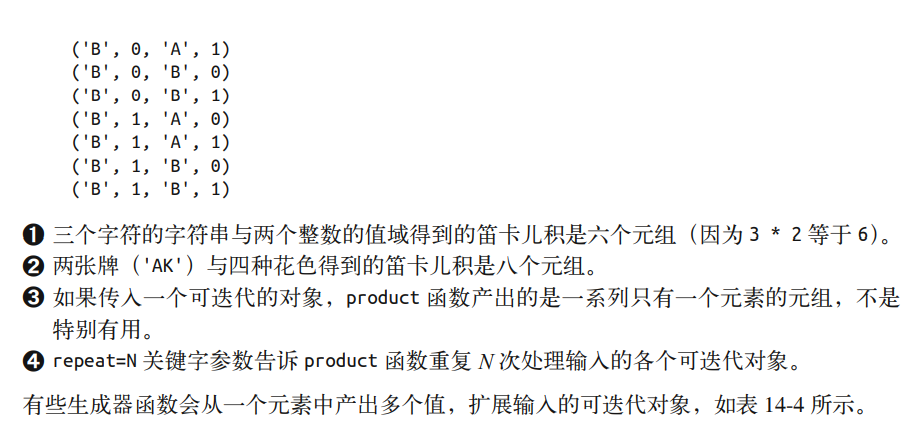 ('B', 0, 'A', 1)
('B', 0, 'B', 0)
('B', 0, 'B', 1)
('B', 1, 'A', 0)
('B', 1, 'A', 1)
('B', 1, 'B', 0)
('B', 1, 'B', 1)
❶ 三个字符的字符串与两个整数的值域得到的笛卡儿积是六个元组（因为 3 * 2 等于 6）。
❷ 两张牌（'AK'）与四种花色得到的笛卡儿积是八个元组。
❸ 如果传入一个可迭代的对象，product 函数产出的是一系列只有一个元素的元组，不是
特别有用。
❹ repeat=N 关键字参数告诉 product 函数重复 N 次处理输入的各个可迭代对象。
有些生成器函数会从一个元素中产出多个值，扩展输入的可迭代对象，如表 14-4 所示。